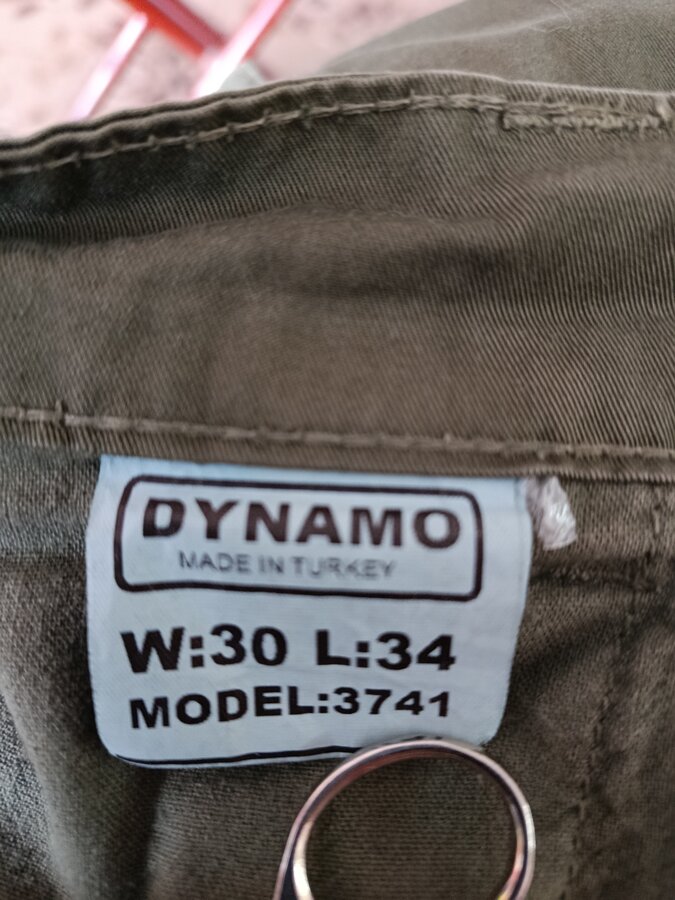 DYNAMO
MADE IN TURKEY
W:30 L:34
MODEL:3741